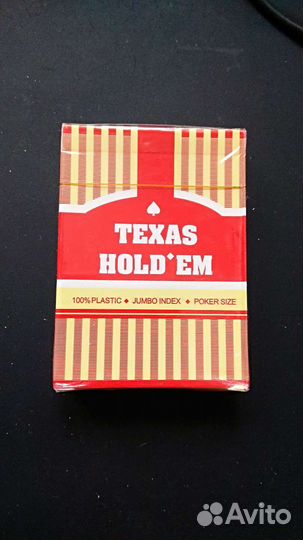 TEXAS
HOLD'EM
100% PLASTIC ♦ JUMBO INDEX ♦ POKER SIZE
Avito